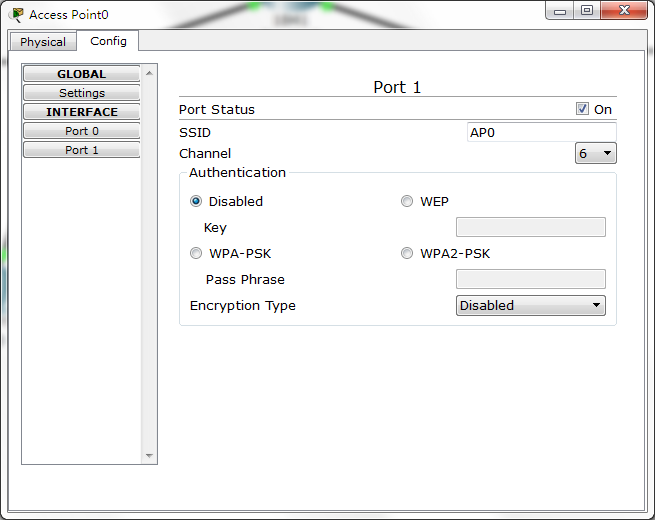 1841
Access Point0
Physical Config
GLOBAL
Settings
INTERFACE
Port 0
Port 1
Port 1
Port Status On
SSID AP0
Channel 6
Authentication
Disabled WEP
Key
WPA-PSK WPA2-PSK
Pass Phrase
Encryption Type Disabled